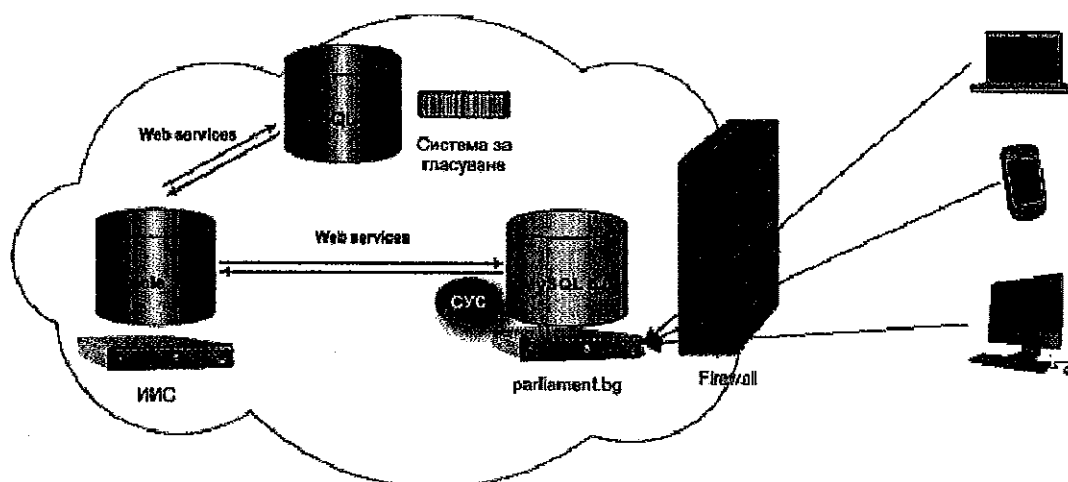 Web services
Система за
гласуване
Web services
СУС
ИИС
parliament.bg
Firewall